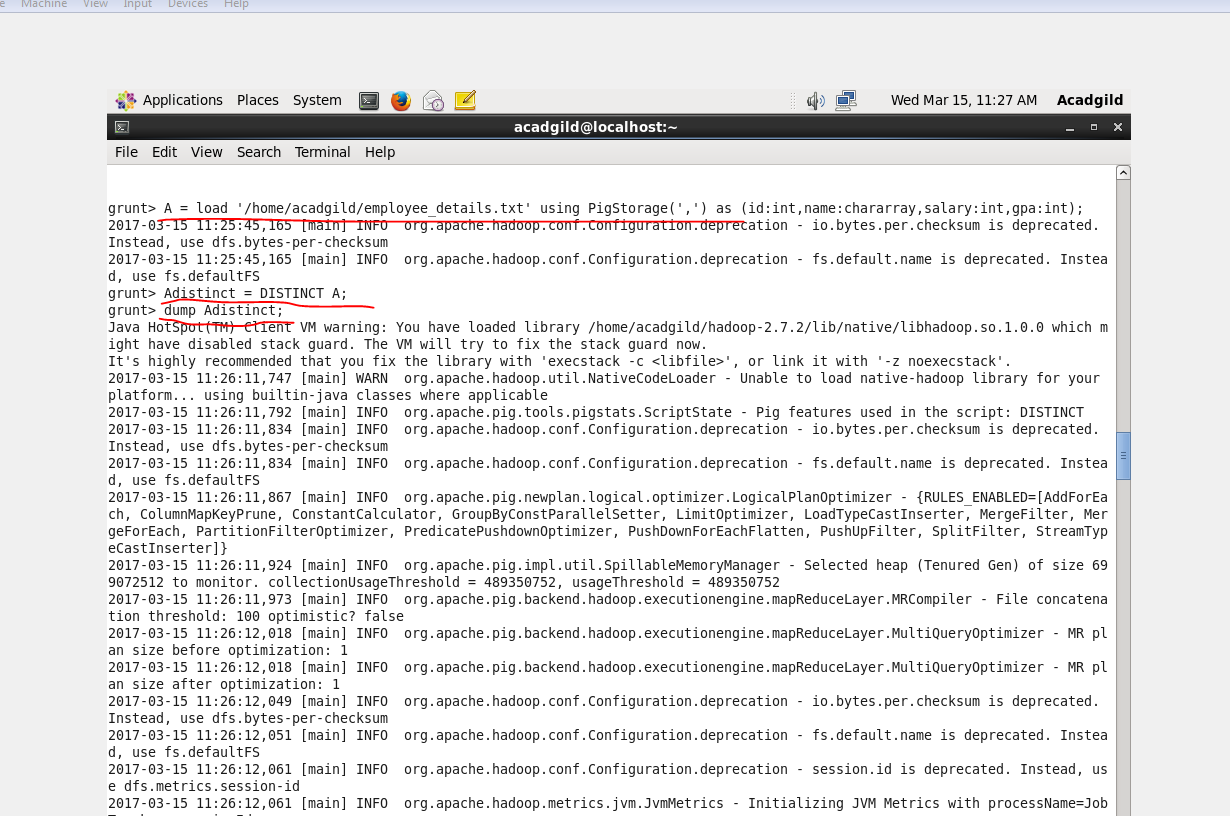 Machine View Input Devices Help
Applications Places System Wed Mar 15, 11:27 AM Acadgild
acadgild@localhost:~
File Edit View Search Terminal Help
grunt> A = load '/home/acadgild/employee_details.txt' using PigStorage(',') as (id:int,name:chararray,salary:int,gpa:int);
2017-03-15 11:25:45,165 [main] INFO  org.apache.hadoop.conf.Configuration.deprecation - io.bytes.per.checksum is deprecated.
Instead, use dfs.bytes-per-checksum
2017-03-15 11:25:45,165 [main] INFO  org.apache.hadoop.conf.Configuration.deprecation - fs.default.name is deprecated. Instea
d, use fs.defaultFS
grunt> Adistinct = DISTINCT A;
grunt> dump Adistinct;
Java HotSpot(TM) Client VM warning: You have loaded library /home/acadgild/hadoop-2.7.2/lib/native/libhadoop.so.1.0.0 which m
ight have disabled stack guard. The VM will try to fix the stack guard now.
It's highly recommended that you fix the library with 'execstack -c <libfile>', or link it with '-z noexecstack'.
2017-03-15 11:26:11,747 [main] WARN  org.apache.hadoop.util.NativeCodeLoader - Unable to load native-hadoop library for your
platform... using builtin-java classes where applicable
2017-03-15 11:26:11,792 [main] INFO  org.apache.pig.tools.pigstats.ScriptState - Pig features used in the script: DISTINCT
2017-03-15 11:26:11,834 [main] INFO  org.apache.hadoop.conf.Configuration.deprecation - io.bytes.per.checksum is deprecated.
Instead, use dfs.bytes-per-checksum
2017-03-15 11:26:11,834 [main] INFO  org.apache.hadoop.conf.Configuration.deprecation - fs.default.name is deprecated. Instea
d, use fs.defaultFS
2017-03-15 11:26:11,867 [main] INFO  org.apache.pig.newplan.logical.optimizer.LogicalPlanOptimizer - {RULES_ENABLED=[AddForEa
ch, ColumnMapKeyPrune, ConstantCalculator, GroupByConstParallelSetter, LimitOptimizer, LoadTypeCastInserter, MergeFilter, Mer
geForEach, PartitionFilterOptimizer, PredicatePushdownOptimizer, PushDownForEachFlatten, PushUpFilter, SplitFilter, StreamTyp
eCastInserter]}
2017-03-15 11:26:11,924 [main] INFO  org.apache.pig.impl.util.SpillableMemoryManager - Selected heap (Tenured Gen) of size 69
9072512 to monitor. collectionUsageThreshold = 489350752, usageThreshold = 489350752
2017-03-15 11:26:11,973 [main] INFO  org.apache.pig.backend.hadoop.executionengine.mapReduceLayer.MRCompiler - File concatena
tion threshold: 100 optimistic? false
2017-03-15 11:26:12,018 [main] INFO  org.apache.pig.backend.hadoop.executionengine.mapReduceLayer.MultiQueryOptimizer - MR pl
an size before optimization: 1
2017-03-15 11:26:12,018 [main] INFO  org.apache.pig.backend.hadoop.executionengine.mapReduceLayer.MultiQueryOptimizer - MR pl
an size after optimization: 1
2017-03-15 11:26:12,049 [main] INFO  org.apache.hadoop.conf.Configuration.deprecation - io.bytes.per.checksum is deprecated.
Instead, use dfs.bytes-per-checksum
2017-03-15 11:26:12,051 [main] INFO  org.apache.hadoop.conf.Configuration.deprecation - fs.default.name is deprecated. Instea
d, use fs.defaultFS
2017-03-15 11:26:12,061 [main] INFO  org.apache.hadoop.conf.Configuration.deprecation - session.id is deprecated. Instead, us
e dfs.metrics.session-id
2017-03-15 11:26:12,061 [main] INFO  org.apache.hadoop.metrics.jvm.JvmMetrics - Initializing JVM Metrics with processName=Job